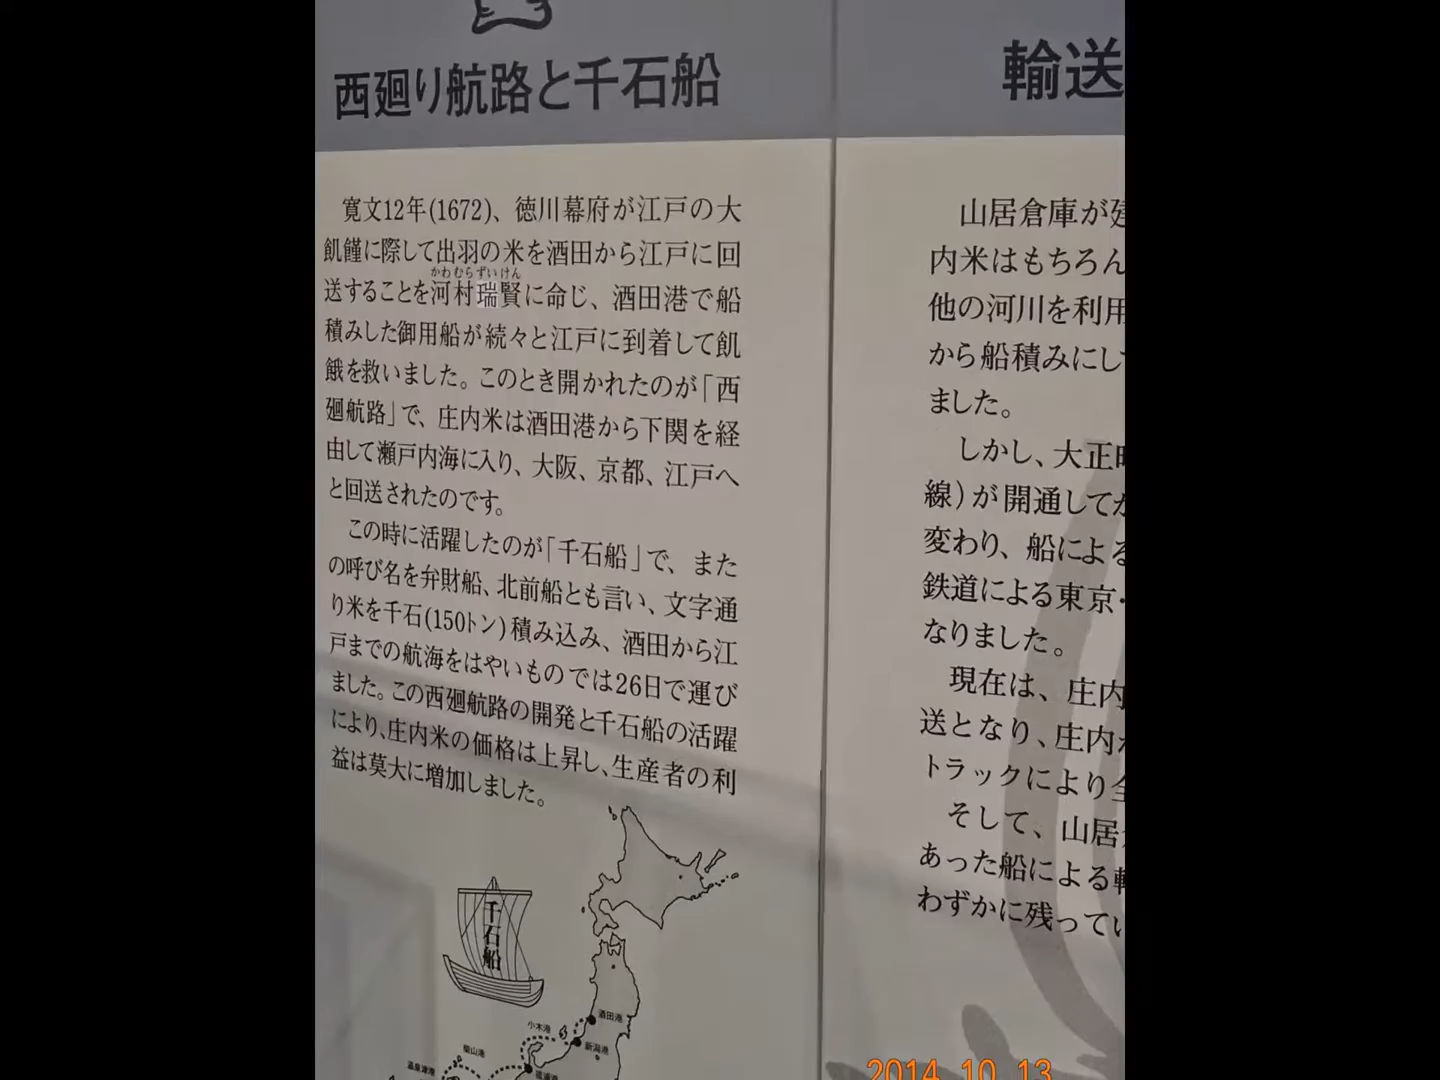 西廻り航路と千石船
寛文12年(1672)、徳川幕府が江戸の大
飢饉に際して出羽の米を酒田から江戸に回
かわむらずいけん
送することを河村瑞賢に命じ、酒田港で船
積みした御用船が続々と江戸に到着して飢
餓を救いました。このとき開かれたのが「西
廻航路」で、庄内米は酒田港から下関を経
由して瀬戸内海に入り、大阪、京都、江戸へ
と回送されたのです。
この時に活躍したのが「千石船」で、また
の呼び名を弁財船、北前船とも言い、文字通
り米を千石(150トン)積み込み、酒田から江
戸までの航海をはやいものでは26日で運び
ました。この西廻航路の開発と千石船の活躍
により、庄内米の価格は上昇し、生産者の利
益は莫大に増加しました。
千石船
酒田港
小木港
新潟港
柴山港
温泉津港
輸送
山居倉庫が建
内米はもちろん
他の河川を利用
から船積みにして
ました。
しかし、大正時
線)が開通してか
変わり、船による
鉄道による東京・
なりました。
現在は、庄内
送となり、庄内
トラックにより全
そして、山居
あった船による輸
わずかに残ってい
2014.10.13